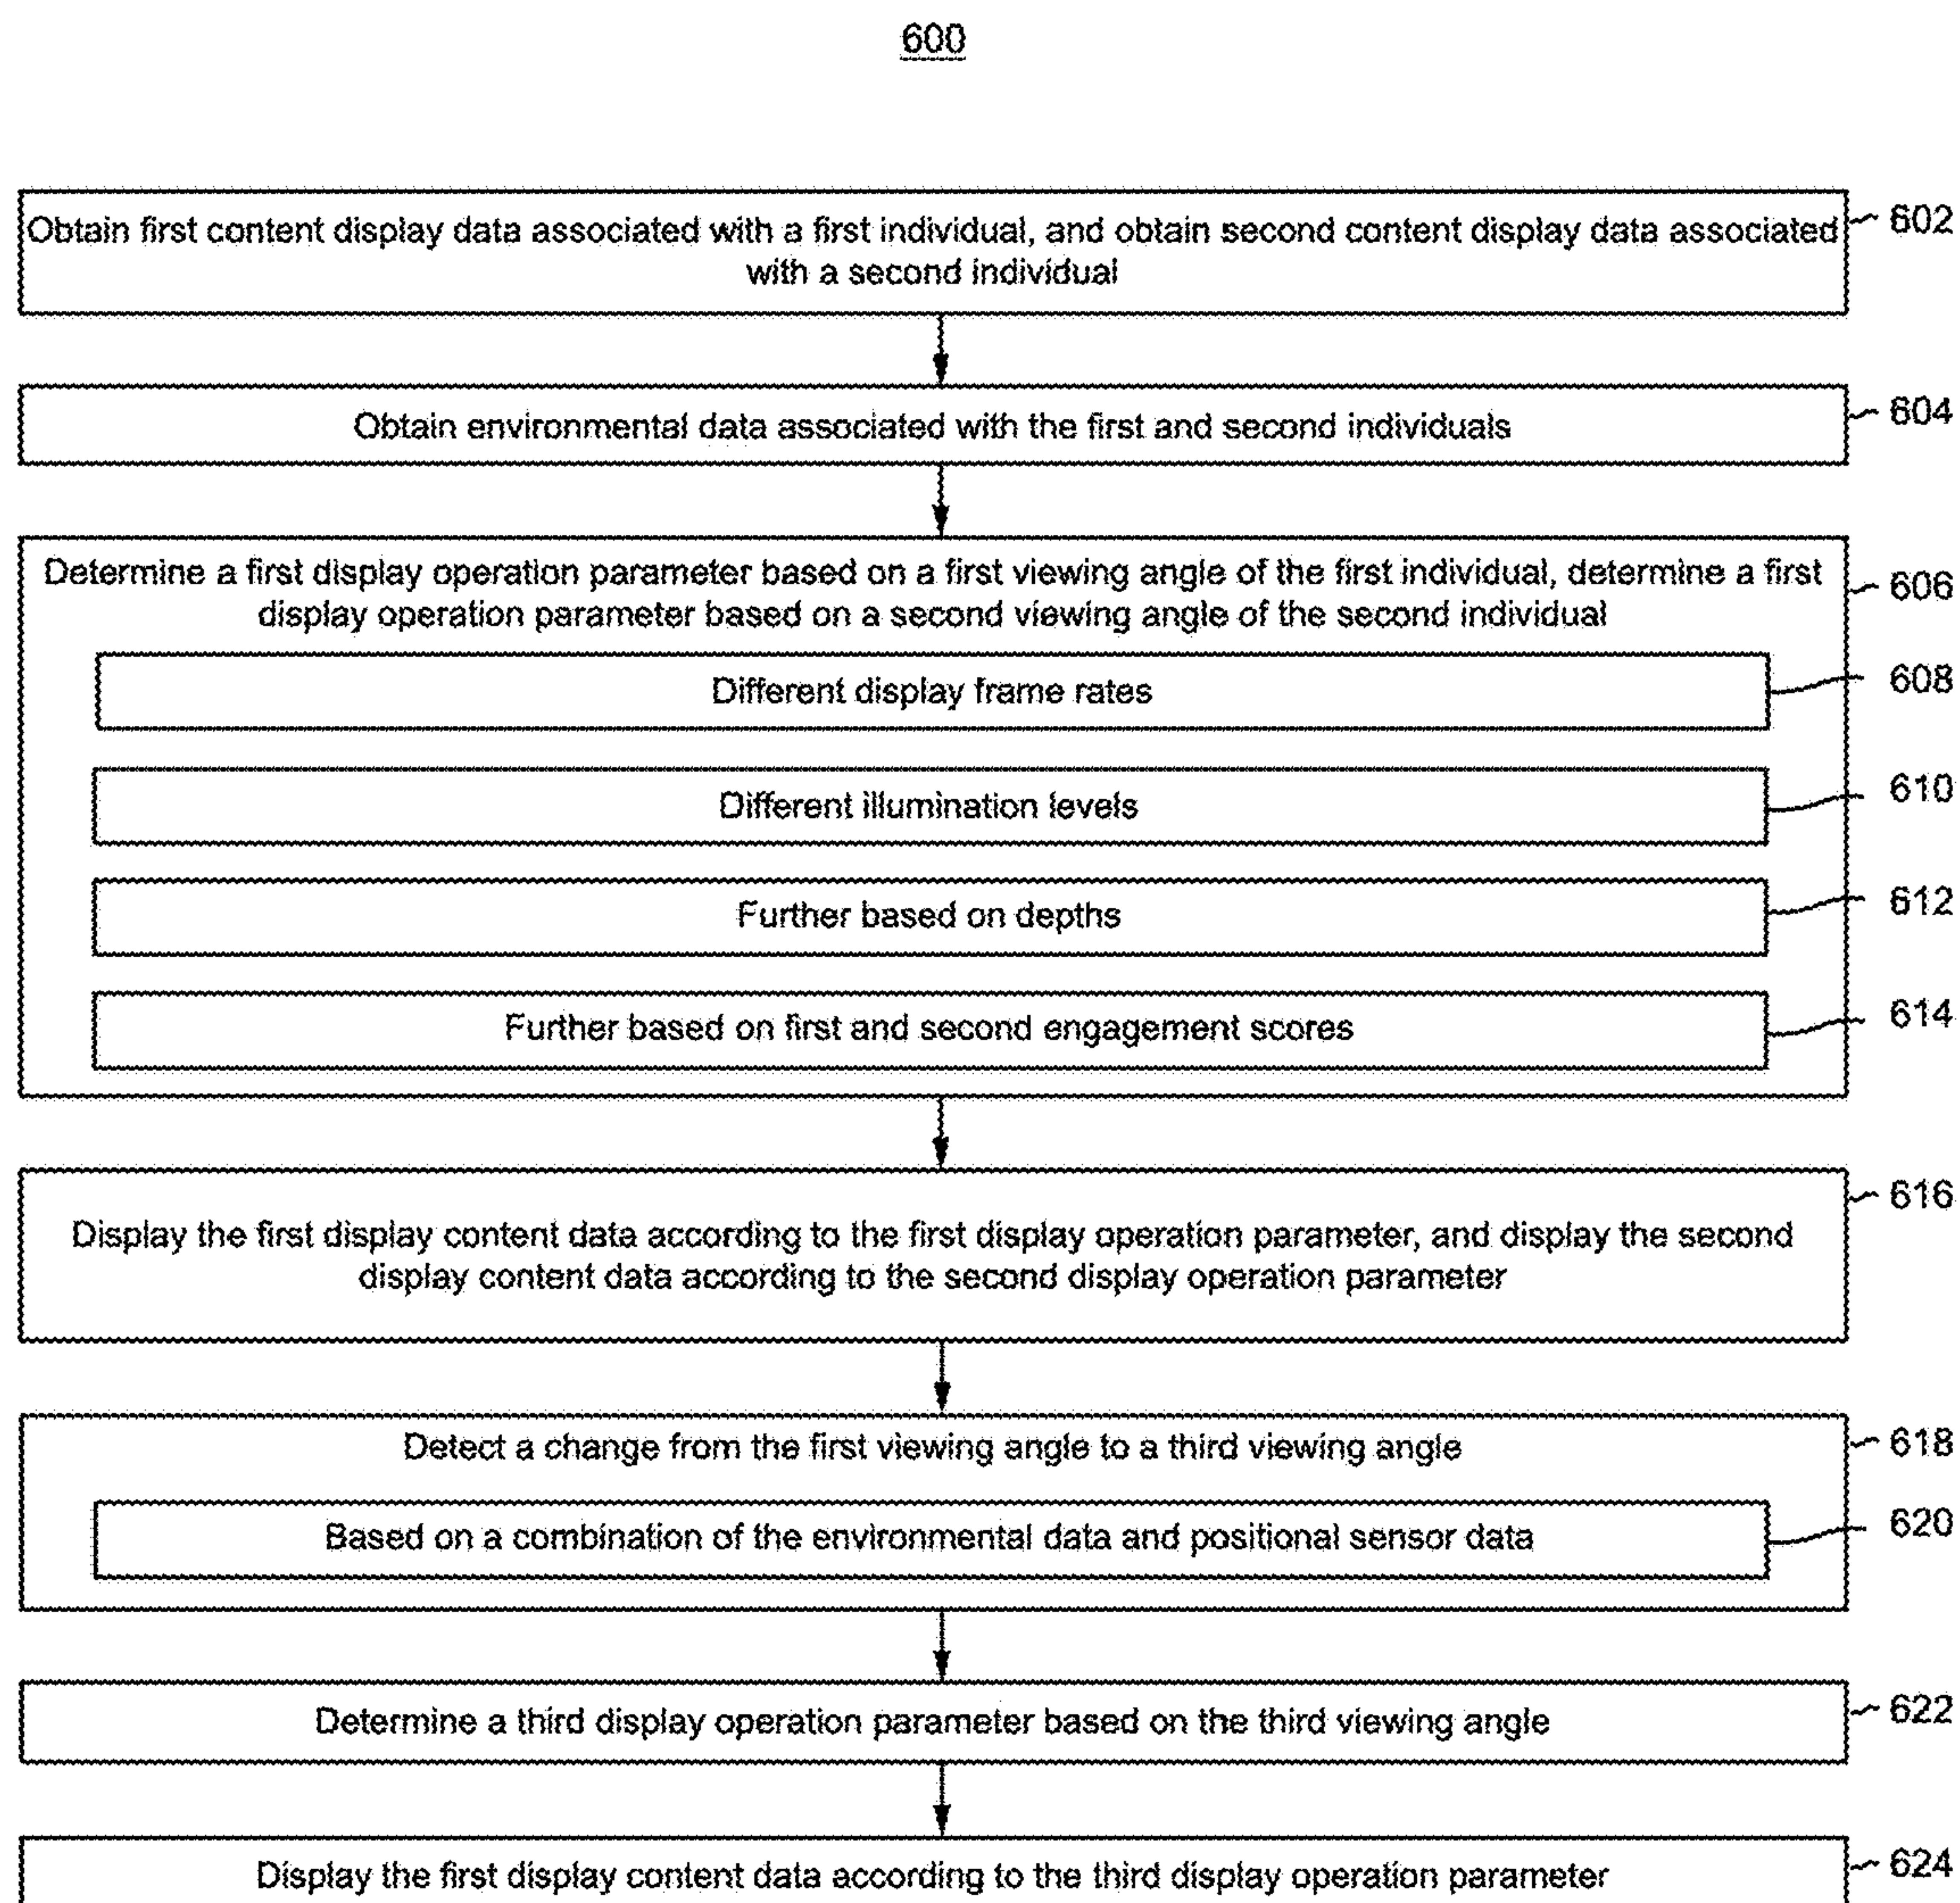 600
Obtain first content display data associated with a first individual, and obtain second content display data associated
with a second individual
602
Obtain environmental data associated with the first and second individuals
604
Determine a first display operation parameter based on a first viewing angle of the first individual, determine a first
display operation parameter based on a second viewing angle of the second individual
606
Different display frame rates
608
Different illumination levels
610
Further based on depths
612
Further based on first and second engagement scores
614
Display the first display content data according to the first display operation parameter, and display the second
display content data according to the second display operation parameter
616
Detect a change from the first viewing angle to a third viewing angle
618
Based on a combination of the environmental data and positional sensor data
620
Determine a third display operation parameter based on the third viewing angle
622
Display the first display content data according to the third display operation parameter
624